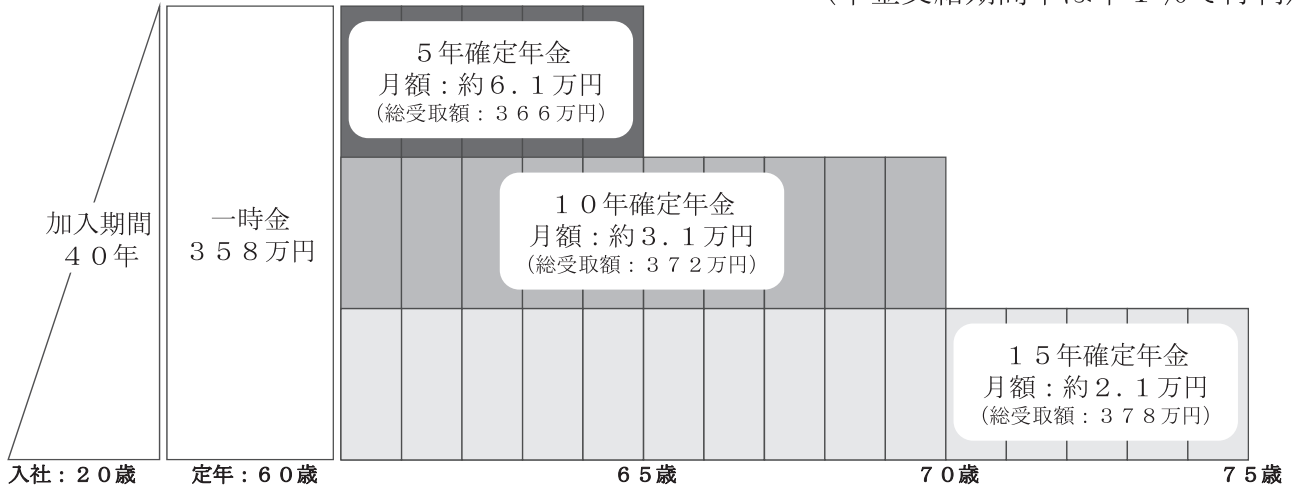 ５年確定年金
月額：約６.１万円
（総受取額：３６６万円）
加入期間
４０年
一時金
３５８万円
１０年確定年金
月額：約３.１万円
（総受取額：３７２万円）
１５年確定年金
月額：約２.１万円
（総受取額：３７８万円）
入社：２０歳
定年：６０歳
６５歳
７０歳
７５歳